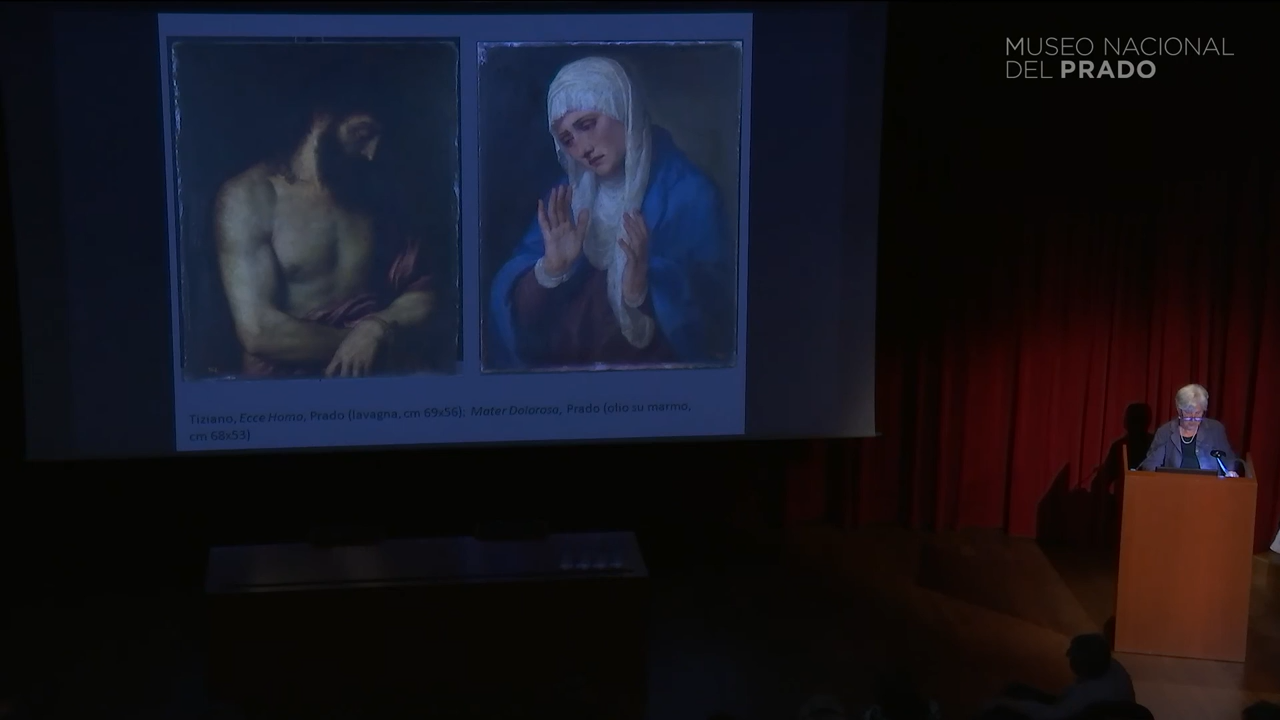 MUSEO NACIONAL
DEL PRADO
Tiziano, Ecce Homo, Prado (lavagna, cm 69x56); Mater Dolorosa, Prado (olio su marmo,
cm 68x53)